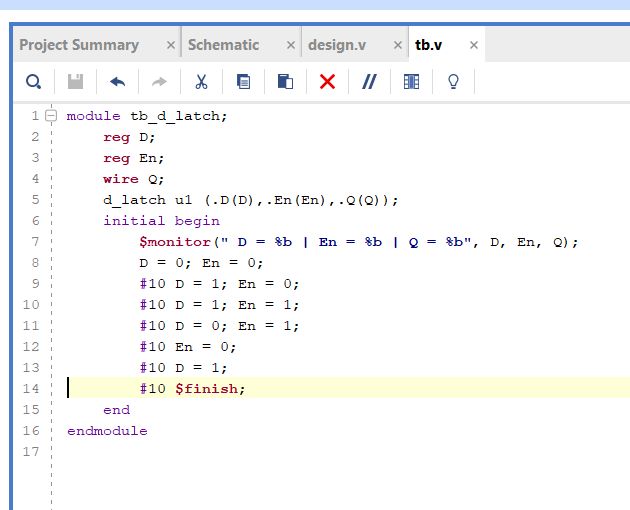 Project Summary × Schematic × design.v × tb.v ×
1 module tb_d_latch;
2 reg D;
3 reg En;
4 wire Q;
5 d_latch u1 (.D(D),.En(En),.Q(Q));
6 initial begin
7 $monitor(" D = %b | En = %b | Q = %b", D, En, Q);
8 D = 0; En = 0;
9 #10 D = 1; En = 0;
10 #10 D = 1; En = 1;
11 #10 D = 0; En = 1;
12 #10 En = 0;
13 #10 D = 1;
14 #10 $finish;
15 end
16 endmodule
17